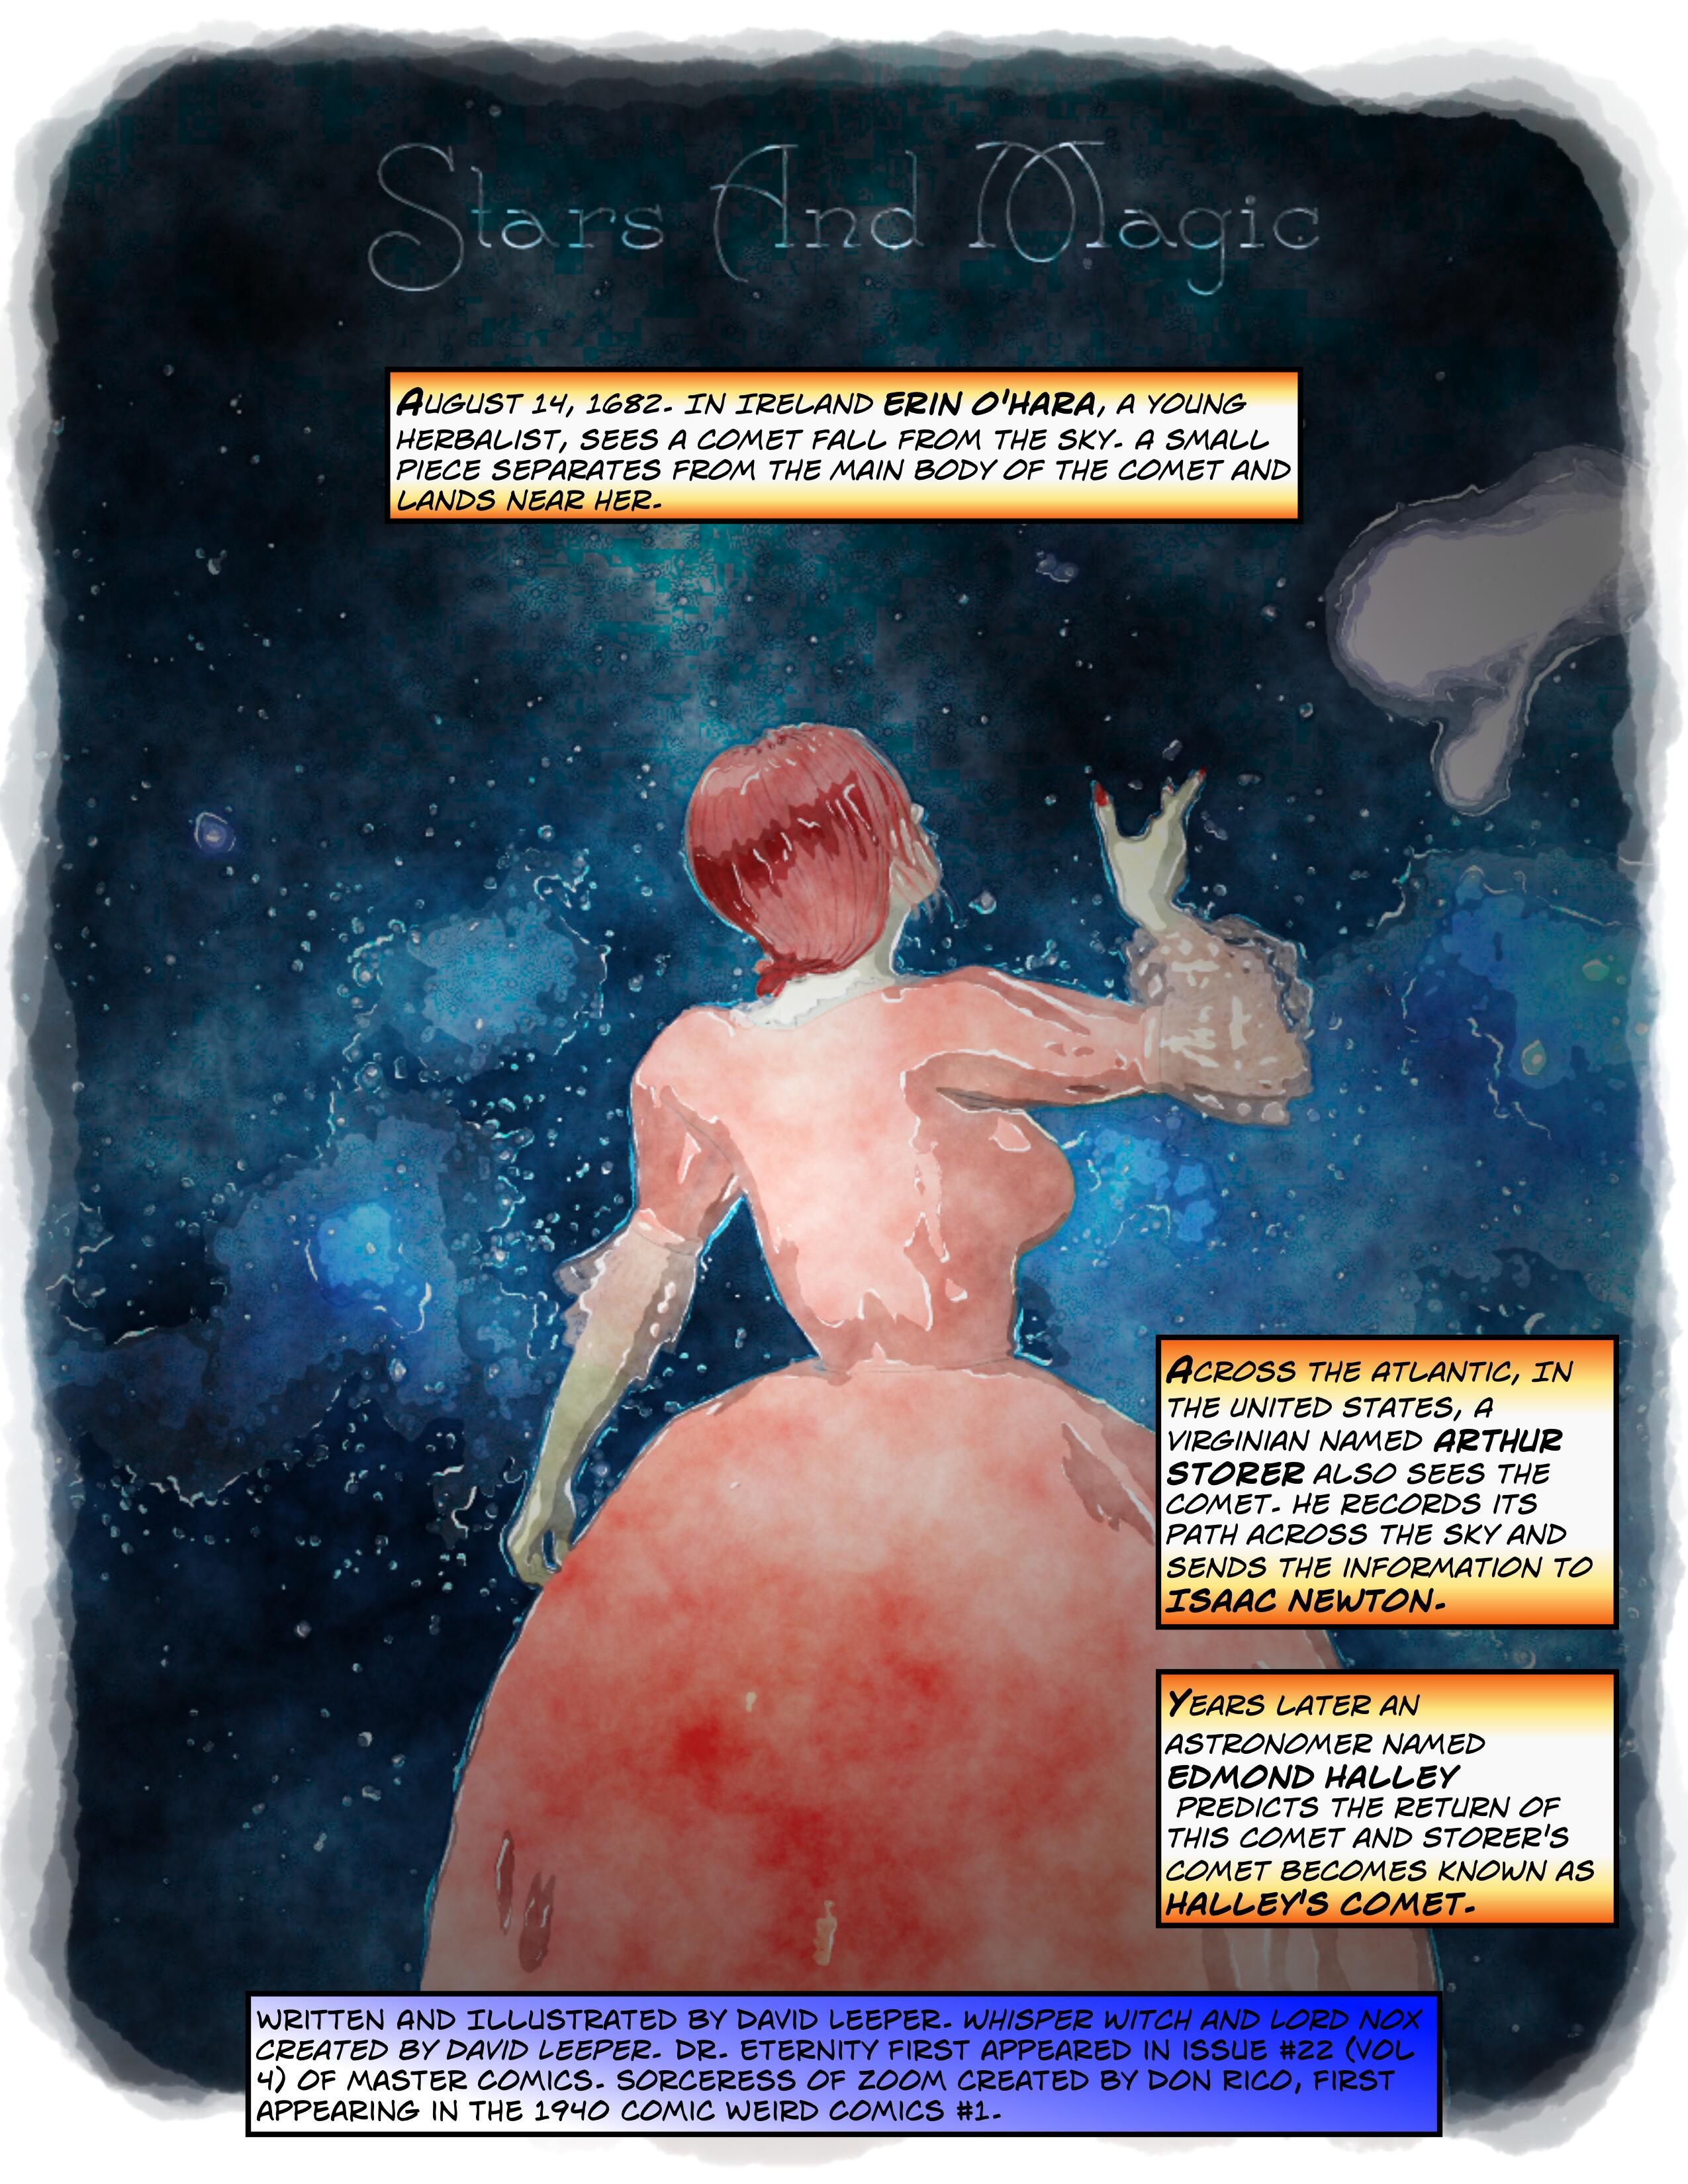 Stars And Magic
AUGUST 14, 1682. IN IRELAND ERIN O'HARA, A YOUNG
HERBALIST, SEES A COMET FALL FROM THE SKY. A SMALL
PIECE SEPARATES FROM THE MAIN BODY OF THE COMET AND
LANDS NEAR HER.
ACROSS THE ATLANTIC, IN
THE UNITED STATES, A
VIRGINIAN NAMED ARTHUR
STORER ALSO SEES THE
COMET. HE RECORDS ITS
PATH ACROSS THE SKY AND
SENDS THE INFORMATION TO
ISAAC NEWTON.
YEARS LATER AN
ASTRONOMER NAMED
EDMOND HALLEY
PREDICTS THE RETURN OF
THIS COMET AND STORER'S
COMET BECOMES KNOWN AS
HALLEY'S COMET.
WRITTEN AND ILLUSTRATED BY DAVID LEEPER. WHISPER WITCH AND LORD NOX
CREATED BY DAVID LEEPER. DR. ETERNITY FIRST APPEARED IN ISSUE #22 (VOL
4) OF MASTER COMICS. SORCERESS OF ZOOM CREATED BY DON RICO, FIRST
APPEARING IN THE 1940 COMIC WEIRD COMICS #1.